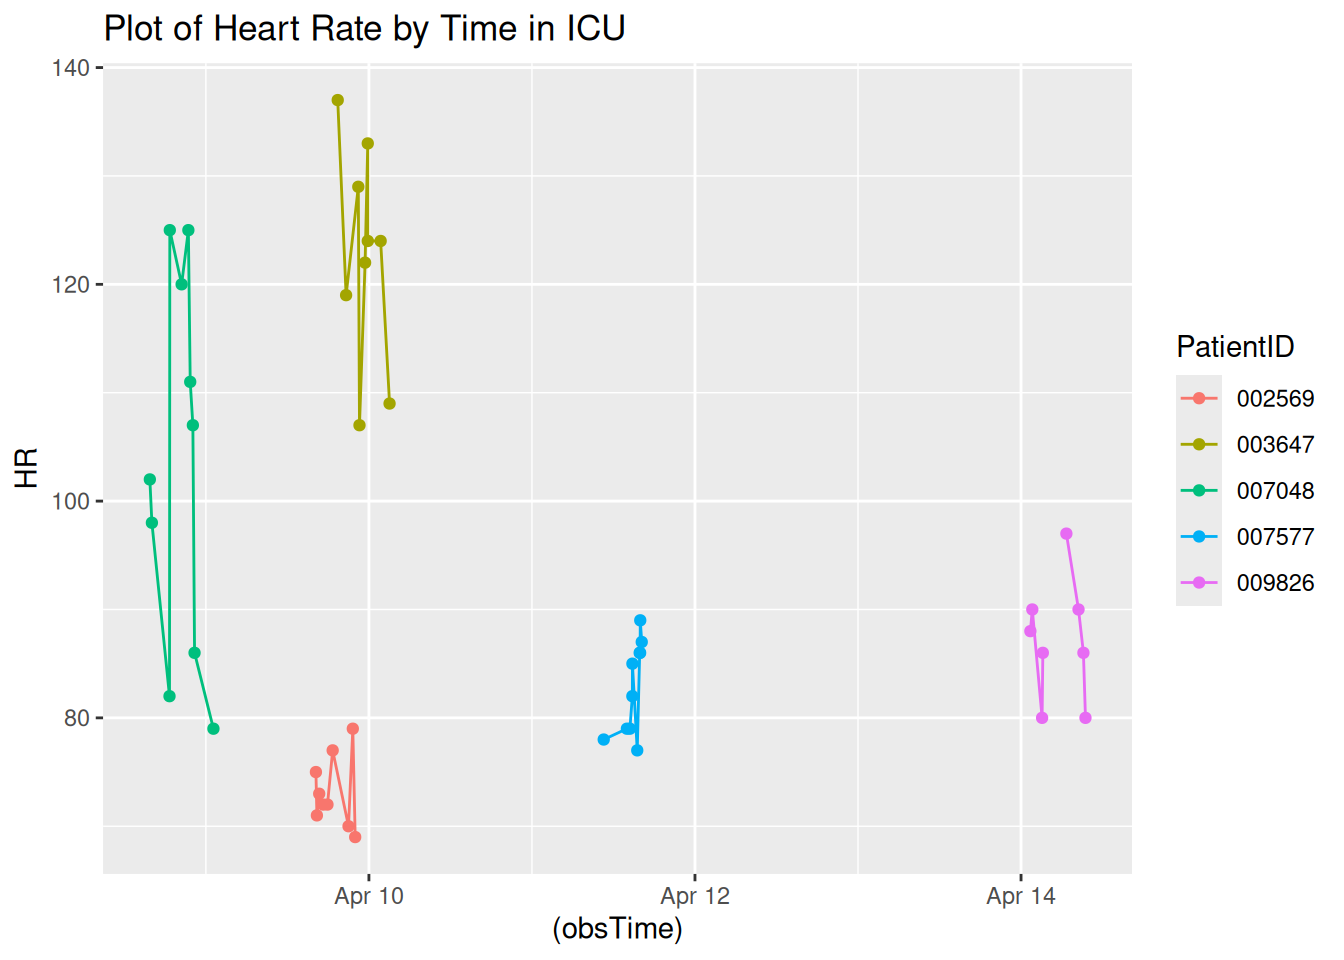 Plot of Heart Rate by Time in ICU
140
120
100
80
HR
Apr 10
Apr 12
Apr 14
(obsTime)
PatientID
002569
003647
007048
007577
009826